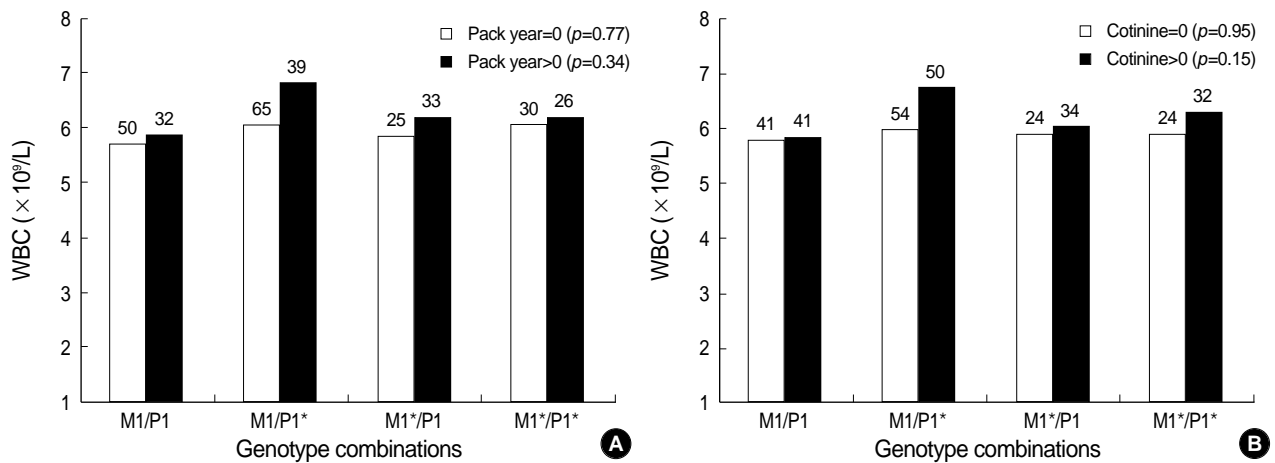 8
7
6
5
4
3
2
1
WBC (×10⁹/L)
Pack year=0 (p=0.77)
Pack year>0 (p=0.34)
50 32 65 39 25 33 30 26
M1/P1 M1/P1* M1*/P1 M1*/P1*
Genotype combinations
A
8
7
6
5
4
3
2
1
WBC (×10⁹/L)
Cotinine=0 (p=0.95)
Cotinine>0 (p=0.15)
41 41 54 50 24 34 24 32
M1/P1 M1/P1* M1*/P1 M1*/P1*
Genotype combinations
B